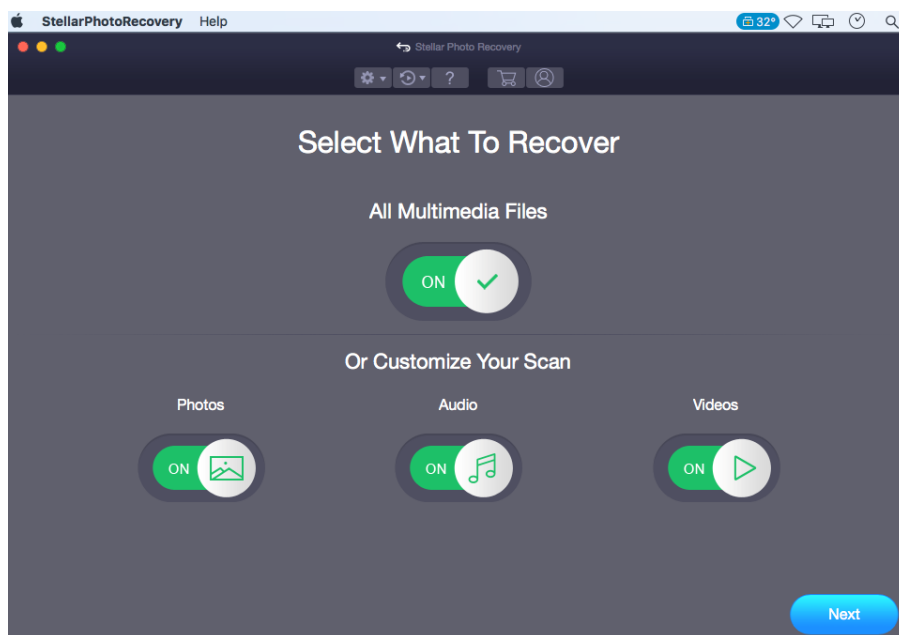 StellarPhotoRecovery Help 32°
Stellar Photo Recovery
?
Select What To Recover
All Multimedia Files
ON
Or Customize Your Scan
Photos Audio Videos
ON ON ON
Next